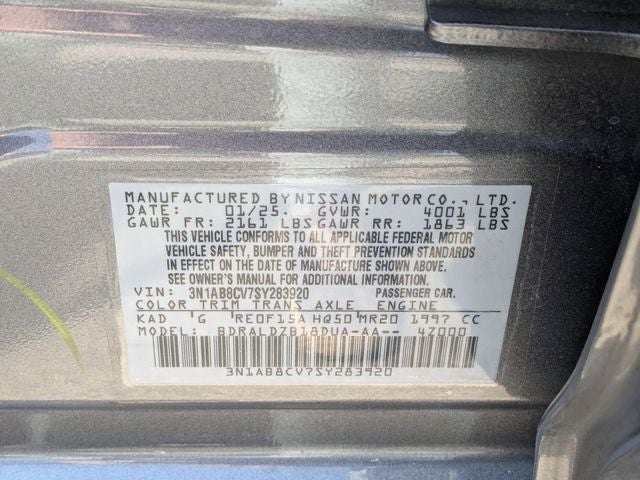 MANUFACTURED BY NISSAN MOTOR CO., LTD.
DATE: 01/25. GVWR: 4001 LBS
GAWR FR: 2161 LBS GAWR RR: 1863 LBS
THIS VEHICLE CONFORMS TO ALL APPLICABLE FEDERAL MOTOR
VEHICLE SAFETY, BUMPER AND THEFT PREVENTION STANDARDS
IN EFFECT ON THE DATE OF MANUFACTURE SHOWN ABOVE.
SEE OWNER'S MANUAL FOR ADDITIONAL INFORMATION.
VIN: 3N1AB8CV7SY283920 PASSENGER CAR.
COLOR TRIM TRANS AXLE ENGINE
KAD G RE0F15A HQ50 MR20 1997 CC
MODEL: BDRALDZB18DUA-AA-- 4Z000
3N1AB8CV7SY283920